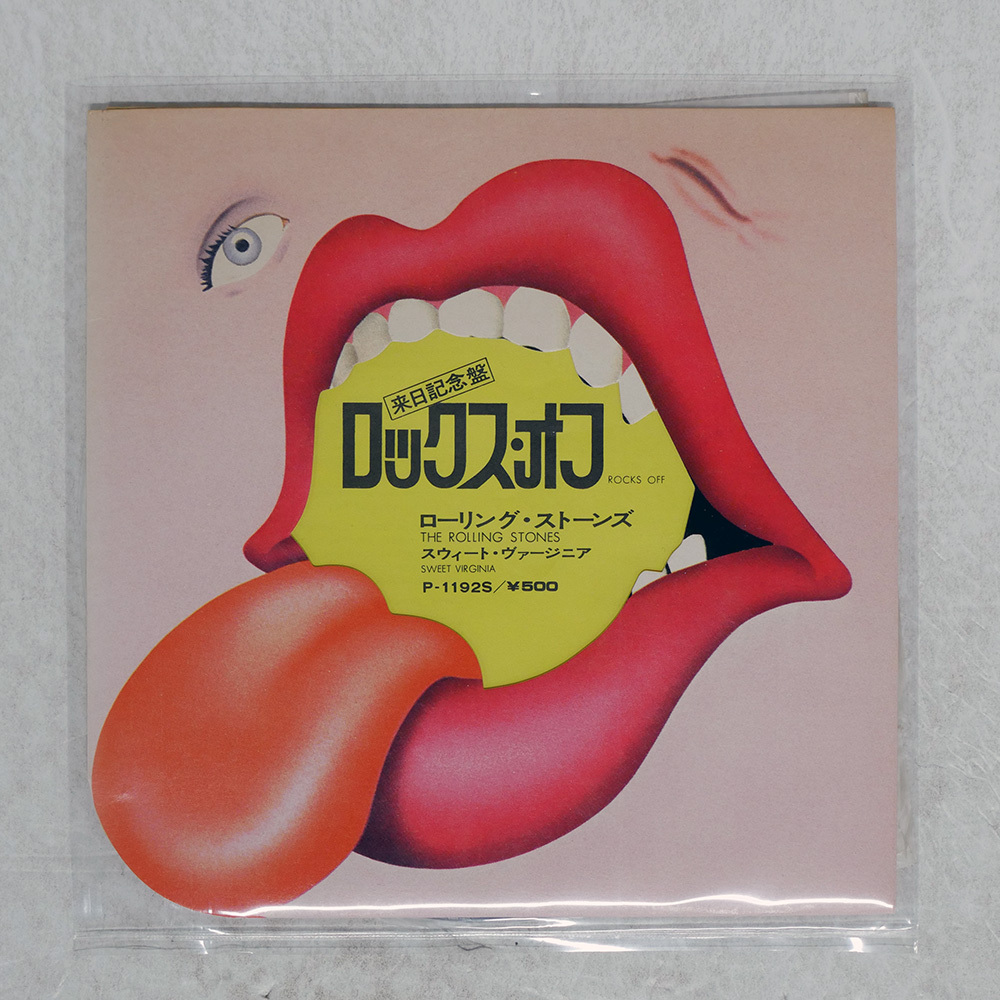 来日記念盤
ロックス・オフ
ROCKS OFF
ローリング・ストーンズ
THE ROLLING STONES
スウィート・ヴァージニア
SWEET VIRGINIA
P-1192S/¥500